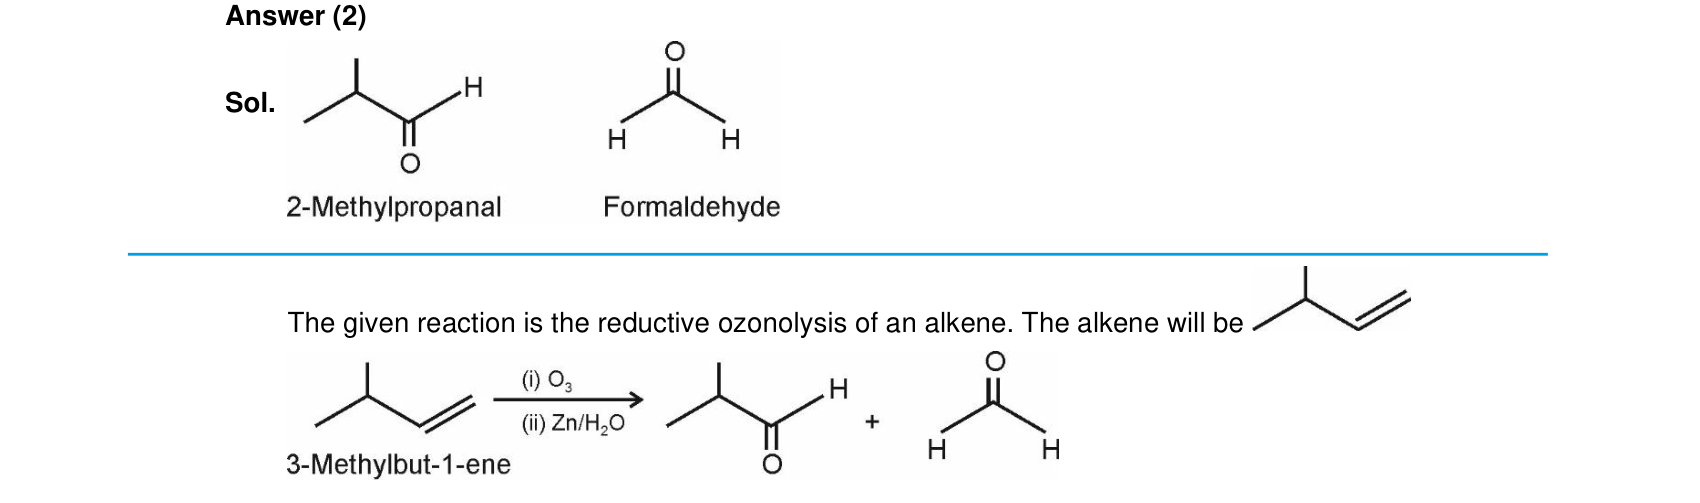 Answer (2)
O
H
Sol.
H H
O
2-Methylpropanal Formaldehyde
The given reaction is the reductive ozonolysis of an alkene. The alkene will be
O
(i) O₃ H
(ii) Zn/H₂O +
H H
3-Methylbut-1-ene O